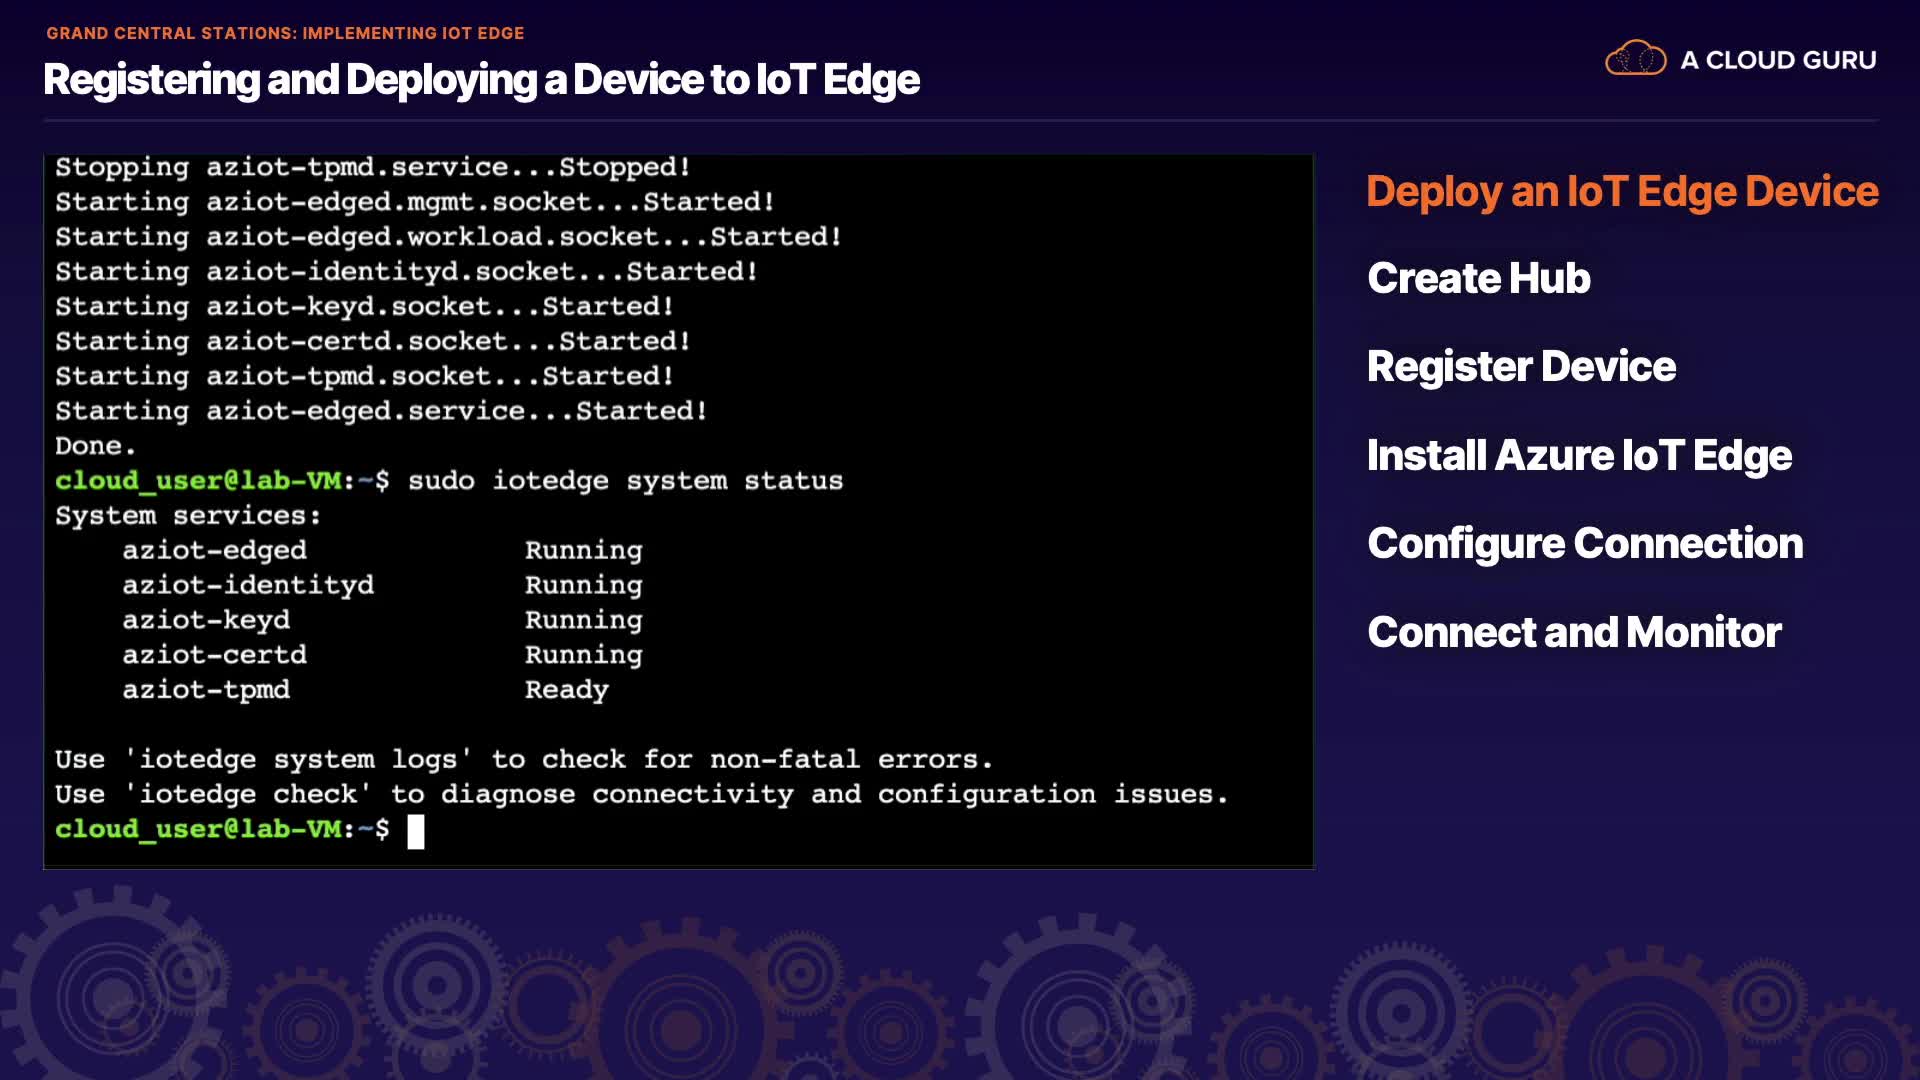 GRAND CENTRAL STATIONS: IMPLEMENTING IOT EDGE
Registering and Deploying a Device to IoT Edge
A CLOUD GURU
Stopping aziot-tpmd.service...Stopped!
Starting aziot-edged.mgmt.socket...Started!
Starting aziot-edged.workload.socket...Started!
Starting aziot-identityd.socket...Started!
Starting aziot-keyd.socket...Started!
Starting aziot-certd.socket...Started!
Starting aziot-tpmd.socket...Started!
Starting aziot-edged.service...Started!
Done.
cloud_user@lab-VM:~$ sudo iotedge system status
System services:
    aziot-edged             Running
    aziot-identityd         Running
    aziot-keyd              Running
    aziot-certd             Running
    aziot-tpmd              Ready
Use 'iotedge system logs' to check for non-fatal errors.
Use 'iotedge check' to diagnose connectivity and configuration issues.
cloud_user@lab-VM:~$
Deploy an IoT Edge Device
Create Hub
Register Device
Install Azure IoT Edge
Configure Connection
Connect and Monitor